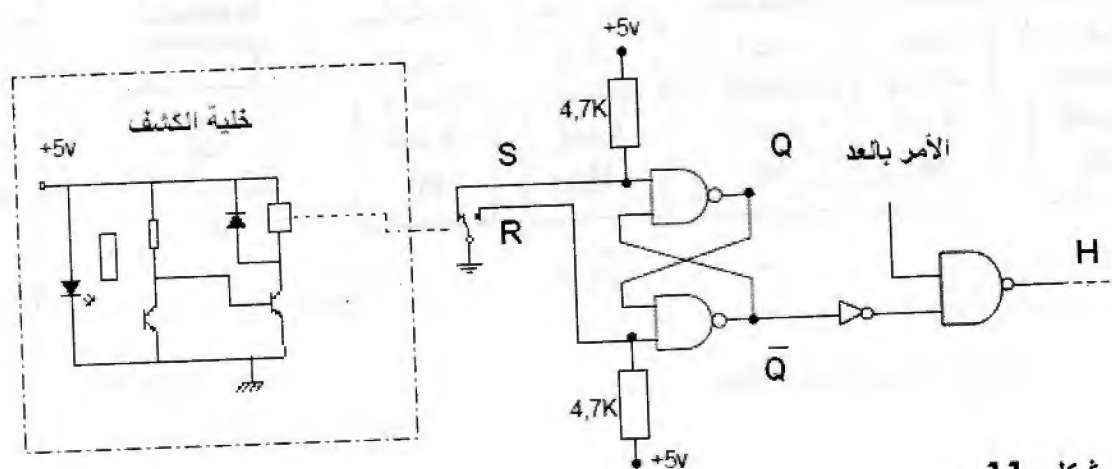 +5v
خلية الكشف
+5v
4,7K
S
R
Q
الأمر بالعد
H
Q̅
4,7K
+5v